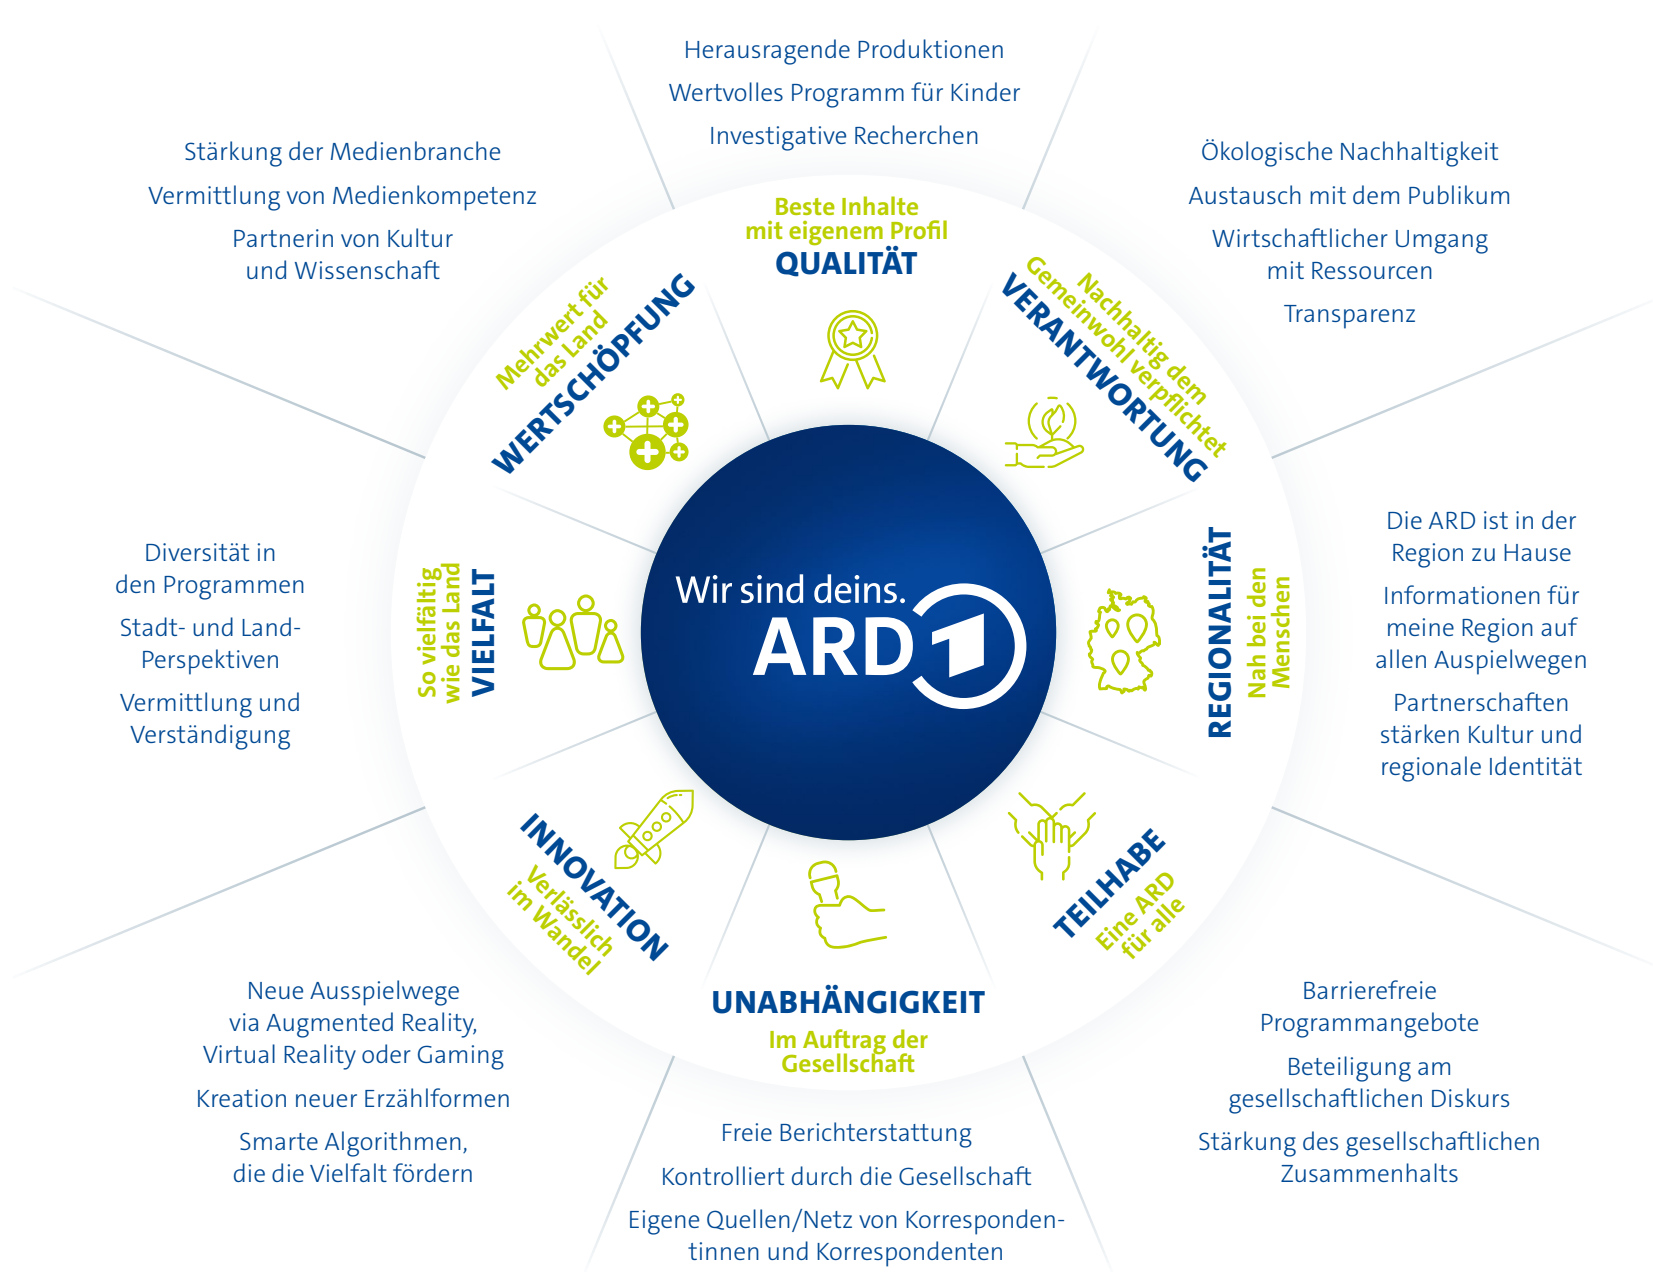 Herausragende Produktionen
Wertvolles Programm für Kinder
Investigative Recherchen
Beste Inhalte
mit eigenem Profil
QUALITÄT
Ökologische Nachhaltigkeit
Austausch mit dem Publikum
Wirtschaftlicher Umgang
mit Ressourcen
Transparenz
Nachhaltig dem
Gemeinwohl verpflichtet
VERANTWORTUNG
Die ARD ist in der
Region zu Hause
Informationen für
meine Region auf
allen Auspielwegen
Partnerschaften
stärken Kultur und
regionale Identität
REGIONALITÄT
Nah bei den
Menschen
TEILHABE
Eine ARD
für alle
Barrierefreie
Programmangebote
Beteiligung am
gesellschaftlichen Diskurs
Stärkung des gesellschaftlichen
Zusammenhalts
UNABHÄNGIGKEIT
Im Auftrag der
Gesellschaft
Freie Berichterstattung
Kontrolliert durch die Gesellschaft
Eigene Quellen/Netz von Korresponden-
tinnen und Korrespondenten
INNOVATION
Verlässlich
im Wandel
Neue Ausspielwege
via Augmented Reality,
Virtual Reality oder Gaming
Kreation neuer Erzählformen
Smarte Algorithmen,
die die Vielfalt fördern
So vielfältig
wie das Land
VIELFALT
Diversität in
den Programmen
Stadt- und Land-
Perspektiven
Vermittlung und
Verständigung
Stärkung der Medienbranche
Vermittlung von Medienkompetenz
Partnerin von Kultur
und Wissenschaft
Mehrwert für
das Land
WERTSCHÖPFUNG
Wir sind deins.
ARD 1